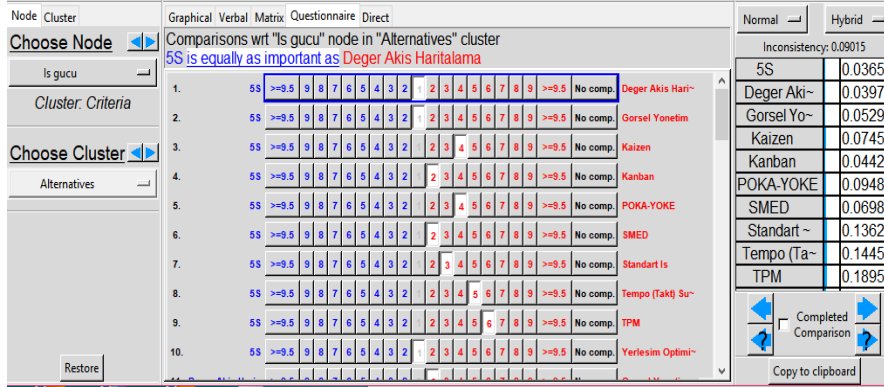 Node Cluster
Choose Node
Is gucu
Cluster: Criteria
Choose Cluster
Alternatives
Restore
Graphical Verbal Matrix Questionnaire Direct
Comparisons wrt "Is gucu" node in "Alternatives" cluster
5S is equally as important as Deger Akis Haritalama
1. 5S >=9.5 9 8 7 6 5 4 3 2 1 2 3 4 5 6 7 8 9 >=9.5 No comp. Deger Akis Hari~
2. 5S >=9.5 9 8 7 6 5 4 3 2 1 2 3 4 5 6 7 8 9 >=9.5 No comp. Gorsel Yonetim
3. 5S >=9.5 9 8 7 6 5 4 3 2 1 2 3 4 5 6 7 8 9 >=9.5 No comp. Kaizen
4. 5S >=9.5 9 8 7 6 5 4 3 2 1 2 3 4 5 6 7 8 9 >=9.5 No comp. Kanban
5. 5S >=9.5 9 8 7 6 5 4 3 2 1 2 3 4 5 6 7 8 9 >=9.5 No comp. POKA-YOKE
6. 5S >=9.5 9 8 7 6 5 4 3 2 1 2 3 4 5 6 7 8 9 >=9.5 No comp. SMED
7. 5S >=9.5 9 8 7 6 5 4 3 2 1 2 3 4 5 6 7 8 9 >=9.5 No comp. Standart Is
8. 5S >=9.5 9 8 7 6 5 4 3 2 1 2 3 4 5 6 7 8 9 >=9.5 No comp. Tempo (Takt) Su~
9. 5S >=9.5 9 8 7 6 5 4 3 2 1 2 3 4 5 6 7 8 9 >=9.5 No comp. TPM
10. 5S >=9.5 9 8 7 6 5 4 3 2 1 2 3 4 5 6 7 8 9 >=9.5 No comp. Yerlesim Optimi~
Normal Hybrid
Inconsistency: 0.09015
5S 0.0365
Deger Aki~ 0.0397
Gorsel Yo~ 0.0529
Kaizen 0.0745
Kanban 0.0442
POKA-YOKE 0.0948
SMED 0.0698
Standart ~ 0.1362
Tempo (Ta~ 0.1445
TPM 0.1895
Completed
Comparison
? ?
Copy to clipboard